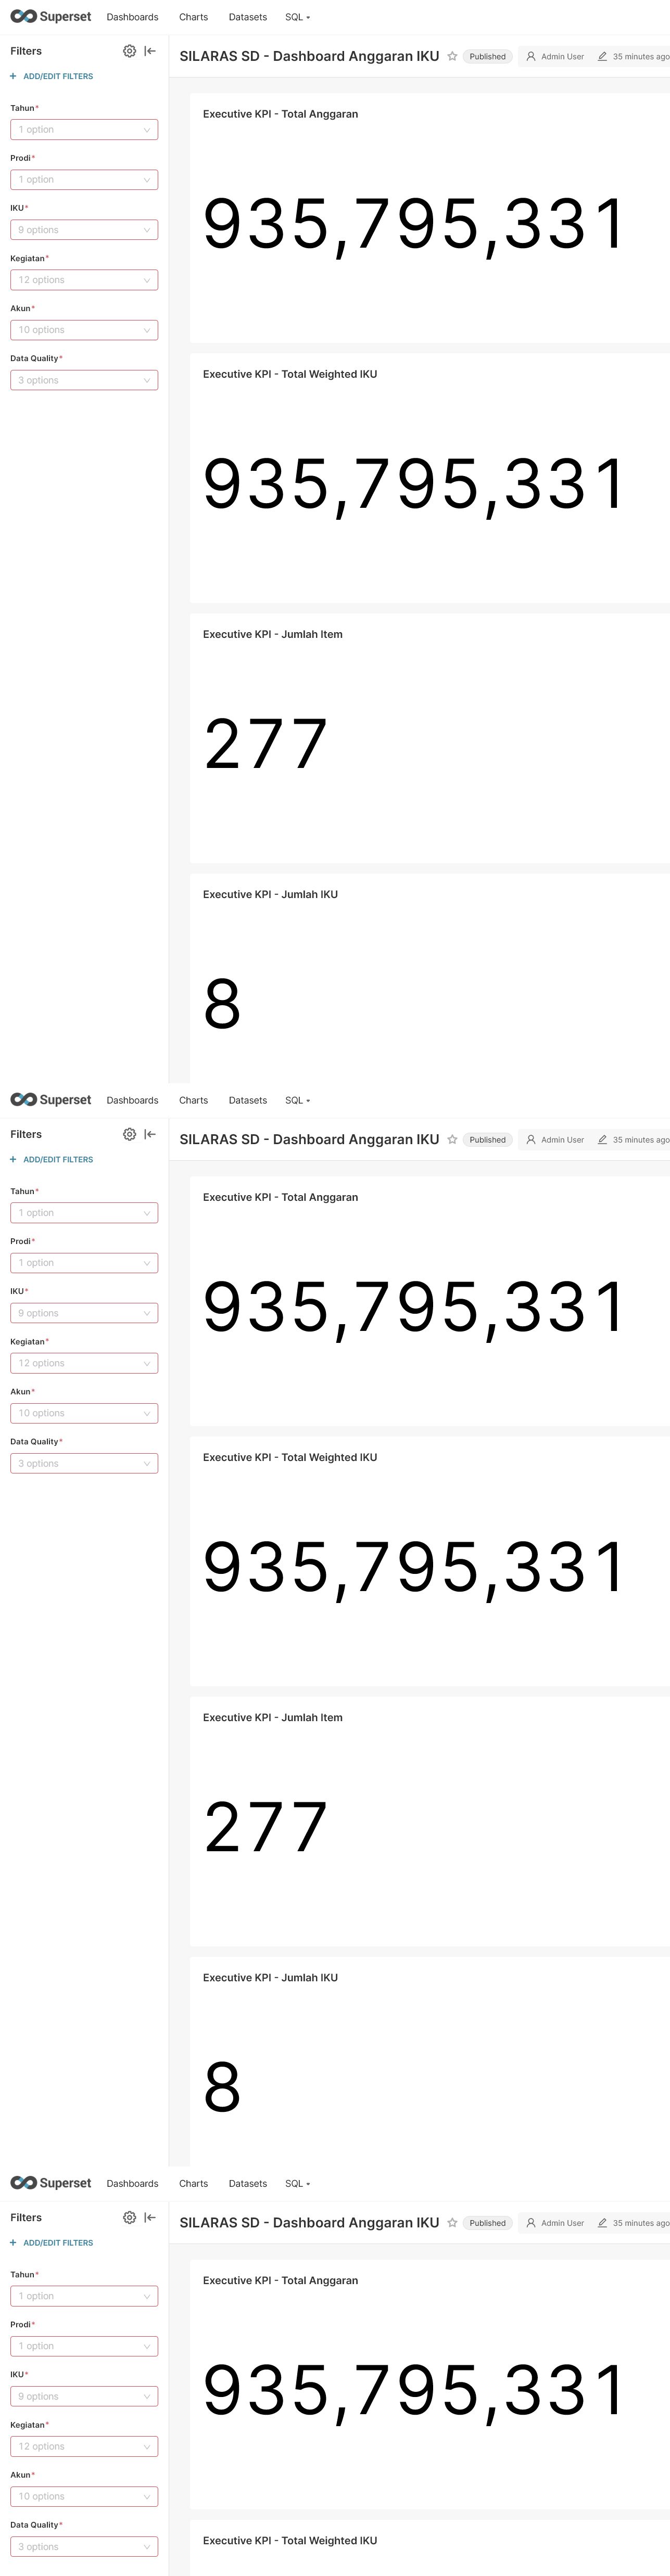 Superset Dashboards Charts Datasets SQL
Filters
+ ADD/EDIT FILTERS
Tahun*
1 option
Prodi*
1 option
IKU*
9 options
Kegiatan*
12 options
Akun*
10 options
Data Quality*
3 options
SILARAS SD - Dashboard Anggaran IKU Published Admin User 35 minutes ago
Executive KPI - Total Anggaran
935,795,331
Executive KPI - Total Weighted IKU
935,795,331
Executive KPI - Jumlah Item
277
Executive KPI - Jumlah IKU
8
Superset Dashboards Charts Datasets SQL
Filters
+ ADD/EDIT FILTERS
Tahun*
1 option
Prodi*
1 option
IKU*
9 options
Kegiatan*
12 options
Akun*
10 options
Data Quality*
3 options
SILARAS SD - Dashboard Anggaran IKU Published Admin User 35 minutes ago
Executive KPI - Total Anggaran
935,795,331
Executive KPI - Total Weighted IKU
935,795,331
Executive KPI - Jumlah Item
277
Executive KPI - Jumlah IKU
8
Superset Dashboards Charts Datasets SQL
Filters
+ ADD/EDIT FILTERS
Tahun*
1 option
Prodi*
1 option
IKU*
9 options
Kegiatan*
12 options
Akun*
10 options
Data Quality*
3 options
SILARAS SD - Dashboard Anggaran IKU Published Admin User 35 minutes ago
Executive KPI - Total Anggaran
935,795,331
Executive KPI - Total Weighted IKU